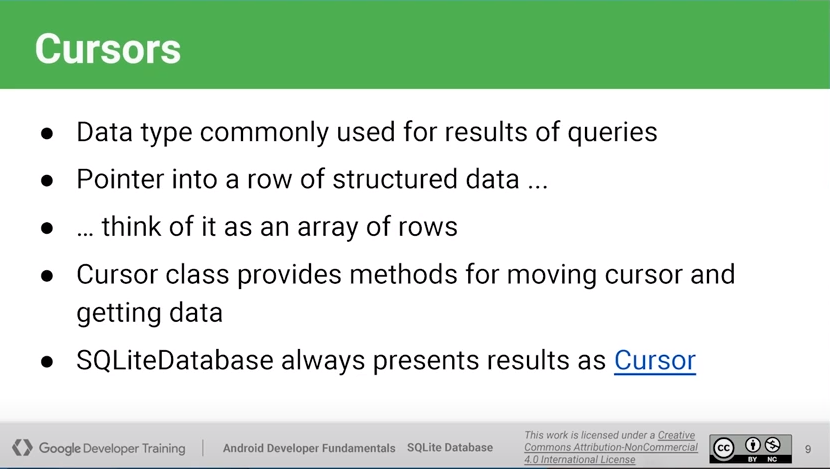 Cursors
● Data type commonly used for results of queries
● Pointer into a row of structured data ...
● … think of it as an array of rows
● Cursor class provides methods for moving cursor and
getting data
● SQLiteDatabase always presents results as Cursor
Google Developer Training
Android Developer Fundamentals
SQLite Database
This work is licensed under a Creative
Commons Attribution-NonCommercial
4.0 International License
cc
BY NC
9